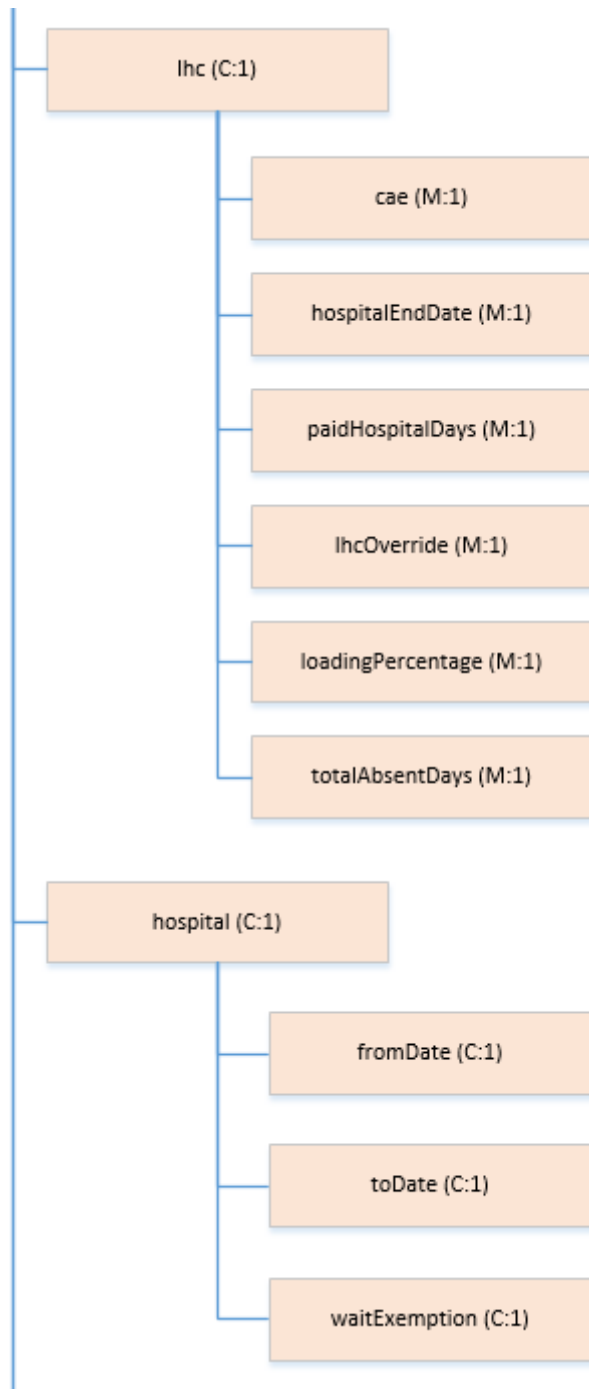 lhc (C:1)
cae (M:1)
hospitalEndDate (M:1)
paidHospitalDays (M:1)
lhcOverride (M:1)
loadingPercentage (M:1)
totalAbsentDays (M:1)
hospital (C:1)
fromDate (C:1)
toDate (C:1)
waitExemption (C:1)